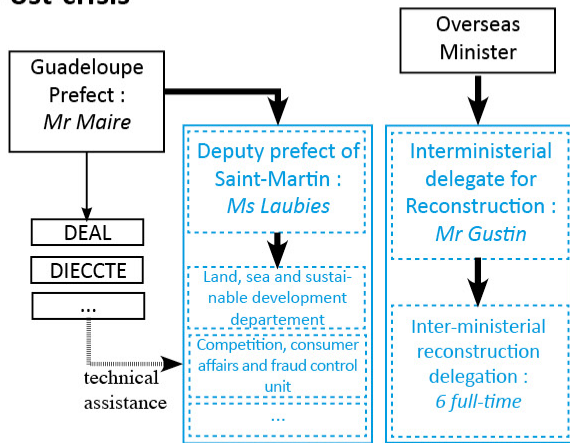 ost-crisis
Overseas
Minister
Guadeloupe
Prefect :
Mr Maire
Deputy prefect of
Saint-Martin :
Ms Laubies
Interministerial
delegate for
Reconstruction :
Mr Gustin
DEAL
DIECCTE
...
Land, sea and sustai-
nable development
departement
Competition, consumer
affairs and fraud control
unit
...
Inter-ministerial
reconstruction
delegation :
6 full-time
technical
assistance